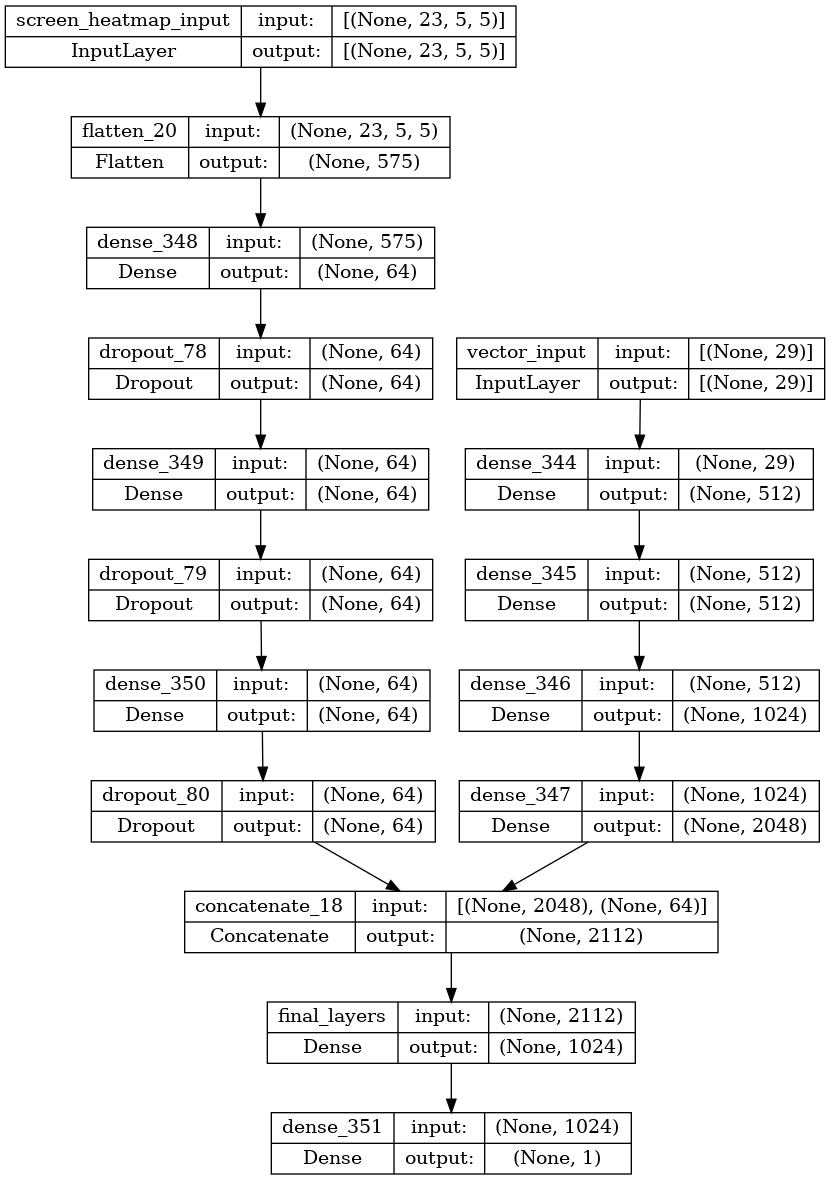 screen_heatmap_input input: [(None, 23, 5, 5)]
InputLayer output: [(None, 23, 5, 5)]
flatten_20 input: (None, 23, 5, 5)
Flatten output: (None, 575)
dense_348 input: (None, 575)
Dense output: (None, 64)
dropout_78 input: (None, 64)
Dropout output: (None, 64)
vector_input input: [(None, 29)]
InputLayer output: [(None, 29)]
dense_349 input: (None, 64)
Dense output: (None, 64)
dense_344 input: (None, 29)
Dense output: (None, 512)
dropout_79 input: (None, 64)
Dropout output: (None, 64)
dense_345 input: (None, 512)
Dense output: (None, 512)
dense_350 input: (None, 64)
Dense output: (None, 64)
dense_346 input: (None, 512)
Dense output: (None, 1024)
dropout_80 input: (None, 64)
Dropout output: (None, 64)
dense_347 input: (None, 1024)
Dense output: (None, 2048)
concatenate_18 input: [(None, 2048), (None, 64)]
Concatenate output: (None, 2112)
final_layers input: (None, 2112)
Dense output: (None, 1024)
dense_351 input: (None, 1024)
Dense output: (None, 1)